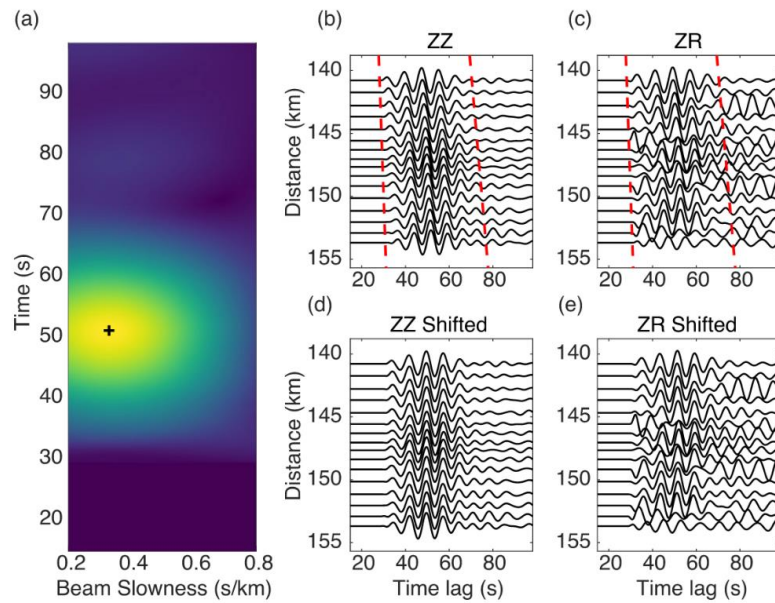 (a)
Time (s)
90
80
70
60
50
40
30
20
0.2 0.4 0.6 0.8
Beam Slowness (s/km)
(b)
ZZ
Distance (km)
140
145
150
155
20 40 60 80
(c)
ZR
140
145
150
155
20 40 60 80
(d)
ZZ Shifted
Distance (km)
140
145
150
155
20 40 60 80
Time lag (s)
(e)
ZR Shifted
140
145
150
155
20 40 60 80
Time lag (s)